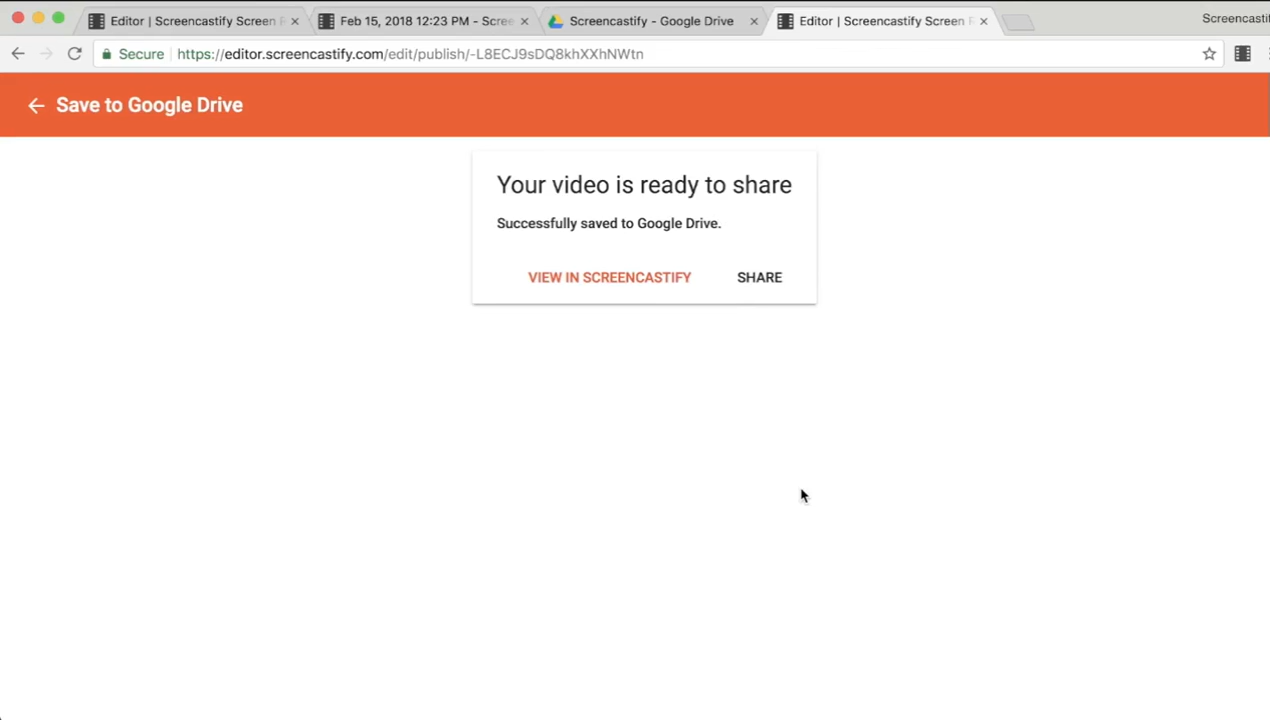 Editor | Screencastify Screen R
Feb 15, 2018 12:23 PM - Scree
Screencastify - Google Drive
Editor | Screencastify Screen R
Screencastif
Secure
https://editor.screencastify.com/edit/publish/-L8ECJ9sDQ8khXXhNWtn
Save to Google Drive
Your video is ready to share
Successfully saved to Google Drive.
VIEW IN SCREENCASTIFY SHARE